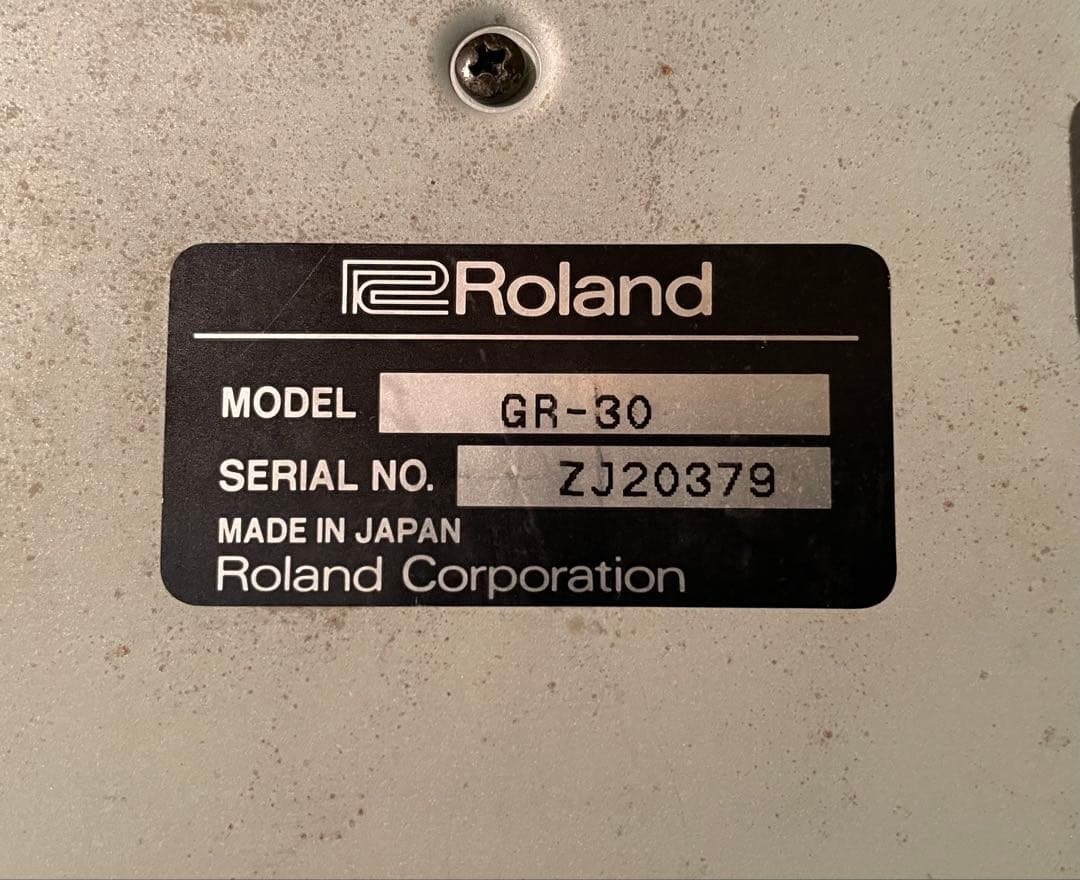 Roland
MODEL GR-30
SERIAL NO. ZJ20379
MADE IN JAPAN
Roland Corporation